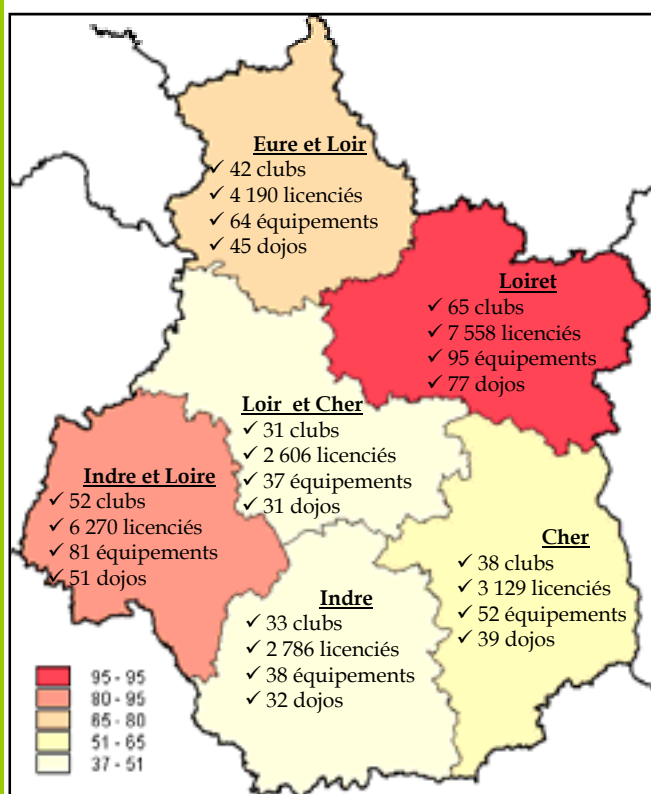 Eure et Loir
✓ 42 clubs
✓ 4 190 licenciés
✓ 64 équipements
✓ 45 dojos
Loiret
✓ 65 clubs
✓ 7 558 licenciés
✓ 95 équipements
✓ 77 dojos
Loir et Cher
✓ 31 clubs
✓ 2 606 licenciés
✓ 37 équipements
✓ 31 dojos
Indre et Loire
✓ 52 clubs
✓ 6 270 licenciés
✓ 81 équipements
✓ 51 dojos
Cher
✓ 38 clubs
✓ 3 129 licenciés
✓ 52 équipements
✓ 39 dojos
Indre
✓ 33 clubs
✓ 2 786 licenciés
✓ 38 équipements
✓ 32 dojos
95 - 95
80 - 95
65 - 80
51 - 65
37 - 51